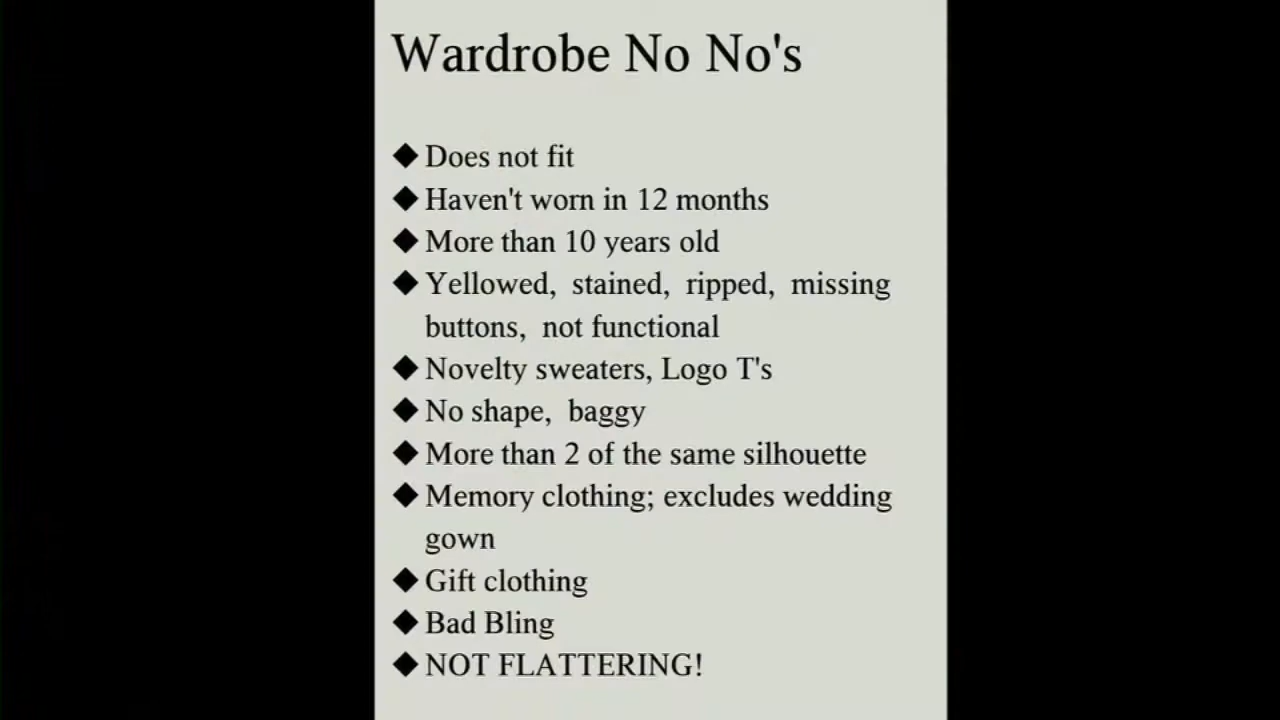 Wardrobe No No's
◆ Does not fit
◆ Haven't worn in 12 months
◆ More than 10 years old
◆ Yellowed, stained, ripped, missing
buttons, not functional
◆ Novelty sweaters, Logo T's
◆ No shape, baggy
◆ More than 2 of the same silhouette
◆ Memory clothing; excludes wedding
gown
◆ Gift clothing
◆ Bad Bling
◆ NOT FLATTERING!